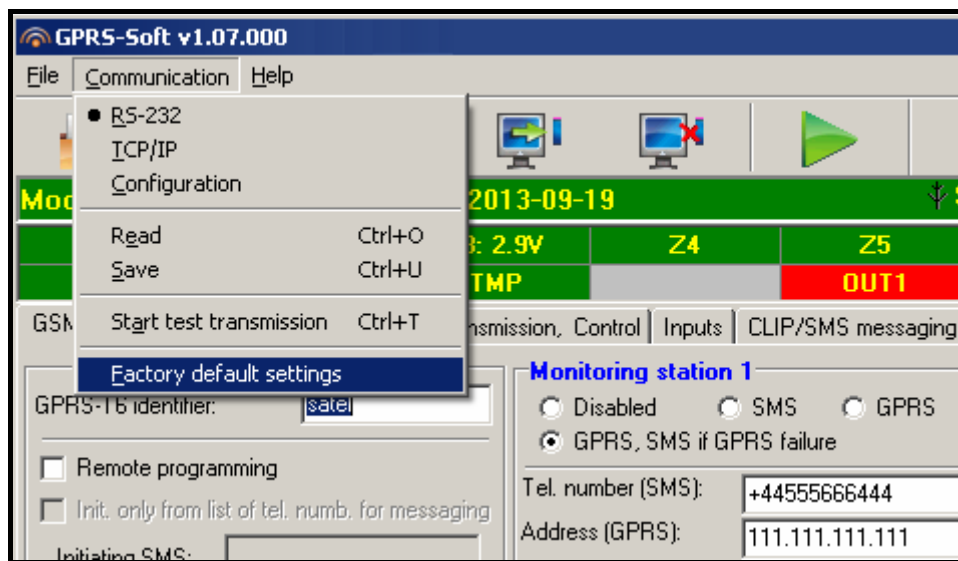 GPRS-Soft v1.07.000
File Communication Help
RS-232
TCP/IP
Configuration
2013-09-19
Read Ctrl+O
: 2.9V Z4 Z5
Save Ctrl+U
TMP OUT1
Start test transmission Ctrl+T
Control Inputs CLIP/SMS messaging
Factory default settings
Monitoring station 1
GPRS-T6 identifier: satel
Disabled SMS GPRS
GPRS, SMS if GPRS failure
Remote programming
Tel. number (SMS): +44555666444
Init. only from list of tel. numb. for messaging
Address (GPRS): 111.111.111.111
Initiating SMS: